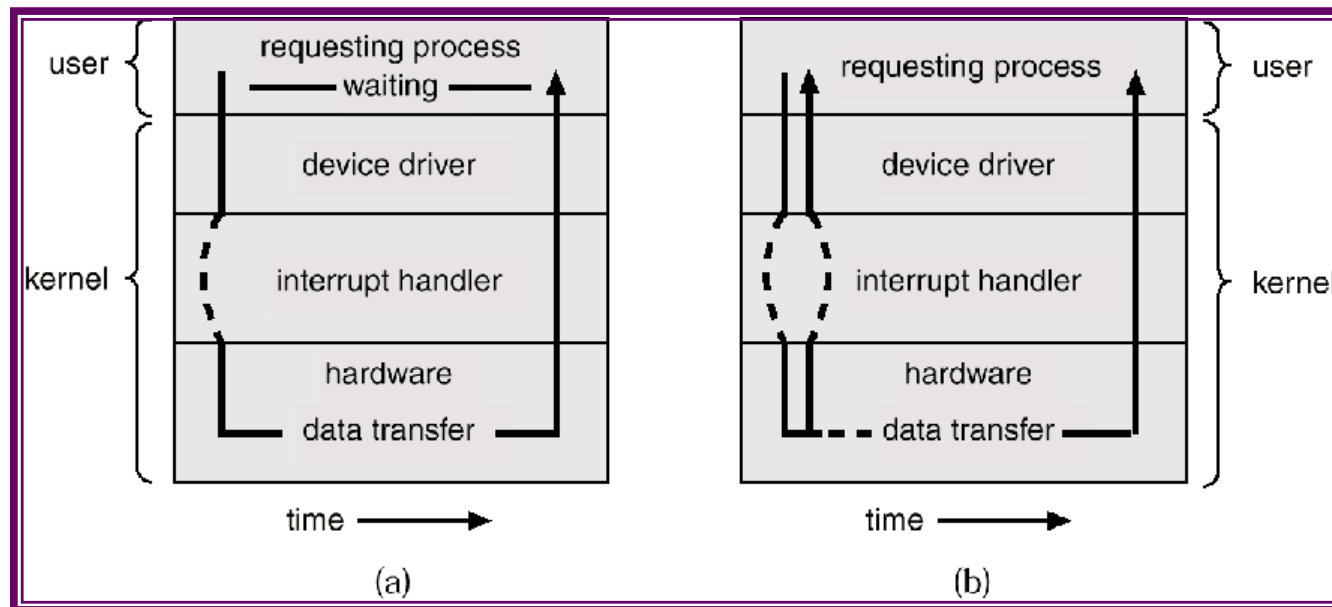 user
requesting process
waiting
device driver
kernel
interrupt handler
hardware
data transfer
time
(a)
requesting process
user
device driver
interrupt handler
kernel
hardware
data transfer
time
(b)